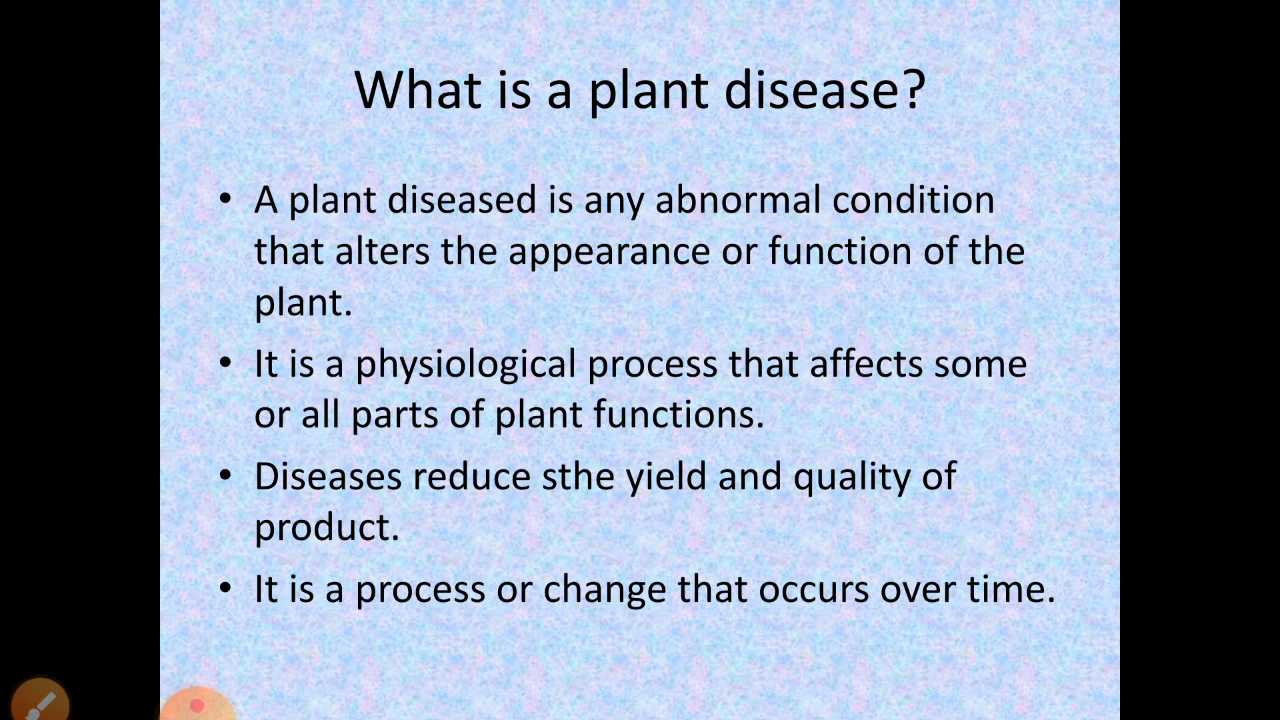 What is a plant disease?
• A plant diseased is any abnormal condition
that alters the appearance or function of the
plant.
• It is a physiological process that affects some
or all parts of plant functions.
• Diseases reduce sthe yield and quality of
product.
• It is a process or change that occurs over time.